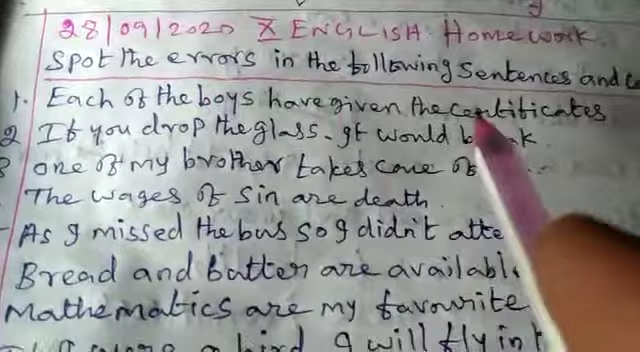 28/09/2020 X ENGLISH Homework.
Spot the errors in the following sentences and
1. Each of the boys have given the certificates
2 If you drop the glass. It would
3 one of my brother takes care of
The wages of sin are death.
As I missed the bus so I didn't atte
Bread and butter are availabl
Mathematics are my favourite
a bird I will fly in t